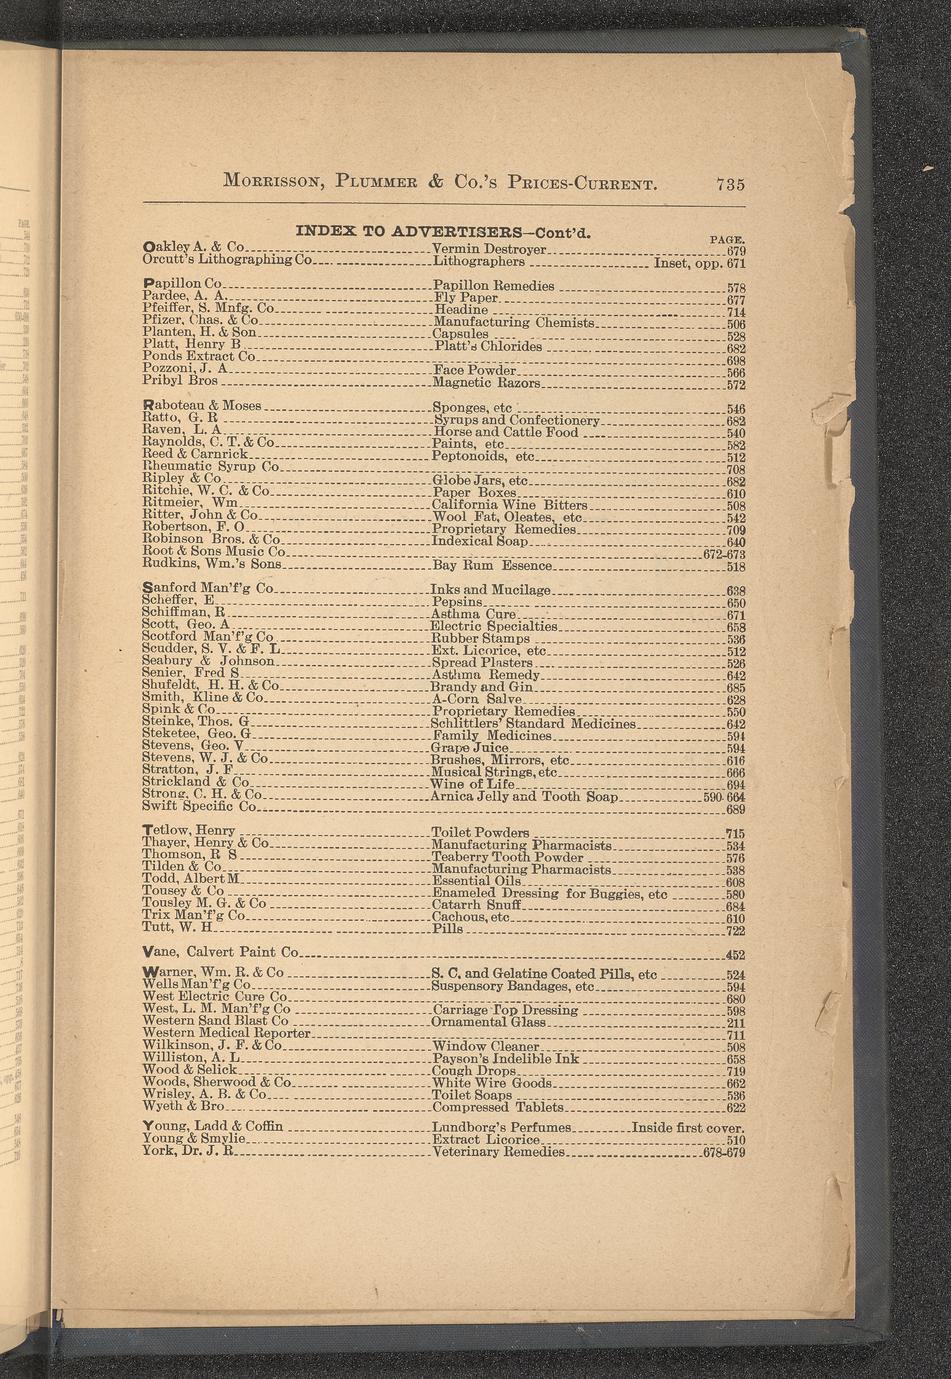 MORRISSON, PLUMMER & CO.'S PRICES-CURRENT. 735
INDEX TO ADVERTISERS—Cont'd.
PAGE.
Oakley A. & Co. Vermin Destroyer 679
Orcutt's Lithographing Co. Lithographers Inset, opp. 671
Papillon Co. Papillon Remedies 578
Pardee, A. A. Fly Paper 677
Pfeiffer, S. Mnfg. Co. Headine 714
Pfizer, Chas. & Co. Manufacturing Chemists 506
Planten, H. & Son Capsules 528
Platt, Henry B. Platt's Chlorides 682
Ponds Extract Co. 698
Pozzoni, J. A. Face Powder 566
Pribyl Bros Magnetic Razors 572
Raboteau & Moses Sponges, etc 546
Ratto, G. R Syrups and Confectionery 682
Raven, L. A Horse and Cattle Food 540
Raynolds, C. T. & Co. Paints, etc 582
Reed & Carnrick Peptonoids, etc 512
Rheumatic Syrup Co 708
Ripley & Co Globe Jars, etc 682
Ritchie, W. C. & Co Paper Boxes 610
Ritmeier, Wm California Wine Bitters 508
Ritter, John & Co Wool Fat, Oleates, etc 542
Robertson, F. O Proprietary Remedies 709
Robinson Bros. & Co Indexical Soap 640
Root & Sons Music Co 672-673
Rudkins, Wm.'s Sons Bay Rum Essence 518
Sanford Man'f'g Co Inks and Mucilage 638
Scheffer, E Pepsins 650
Schiffman, R Asthma Cure 671
Scott, Geo. A Electric Specialties 658
Scotford Man'f'g Co Rubber Stamps 536
Scudder, S. V. & F. L. Ext. Licorice, etc 512
Seabury & Johnson Spread Plasters 526
Senier, Fred S Asthma Remedy 642
Shufeldt, H. H. & Co Brandy and Gin 685
Smith, Kline & Co A-Corn Salve 628
Spink & Co Proprietary Remedies 550
Steinke, Thos. G Schlittlers' Standard Medicines 642
Steketee, Geo. G Family Medicines 594
Stevens, Geo. V Grape Juice 594
Stevens, W. J. & Co Brushes, Mirrors, etc 616
Stratton, J. F Musical Strings, etc 666
Strickland & Co Wine of Life 694
Strong, C. H. & Co Arnica Jelly and Tooth Soap 590-664
Swift Specific Co 689
Tetlow, Henry Toilet Powders 715
Thayer, Henry & Co Manufacturing Pharmacists 534
Thomson, R S Teaberry Tooth Powder 576
Tilden & Co Manufacturing Pharmacists 538
Todd, Albert M Essential Oils 608
Tousey & Co Enameled Dressing for Buggies, etc 580
Tousley M. G. & Co Catarrh Snuff 684
Trix Man'f'g Co Cachous, etc 610
Tutt, W. H Pills 722
Vane, Calvert Paint Co 452
Warner, Wm. R. & Co S. C. and Gelatine Coated Pills, etc 524
Wells Man'f'g Co Suspensory Bandages, etc 594
West Electric Cure Co 680
West, L. M. Man'f'g Co Carriage Top Dressing 598
Western Sand Blast Co Ornamental Glass 211
Western Medical Reporter 711
Wilkinson, J. F. & Co Window Cleaner 508
Williston, A. L Payson's Indelible Ink 658
Wood & Selick Cough Drops 719
Woods, Sherwood & Co White Wire Goods 662
Wrisley, A. B. & Co Toilet Soaps 536
Wyeth & Bro Compressed Tablets 622
Young, Ladd & Coffin Lundborg's Perfumes Inside first cover.
Young & Smylie Extract Licorice 510
York, Dr. J. R Veterinary Remedies 678-679